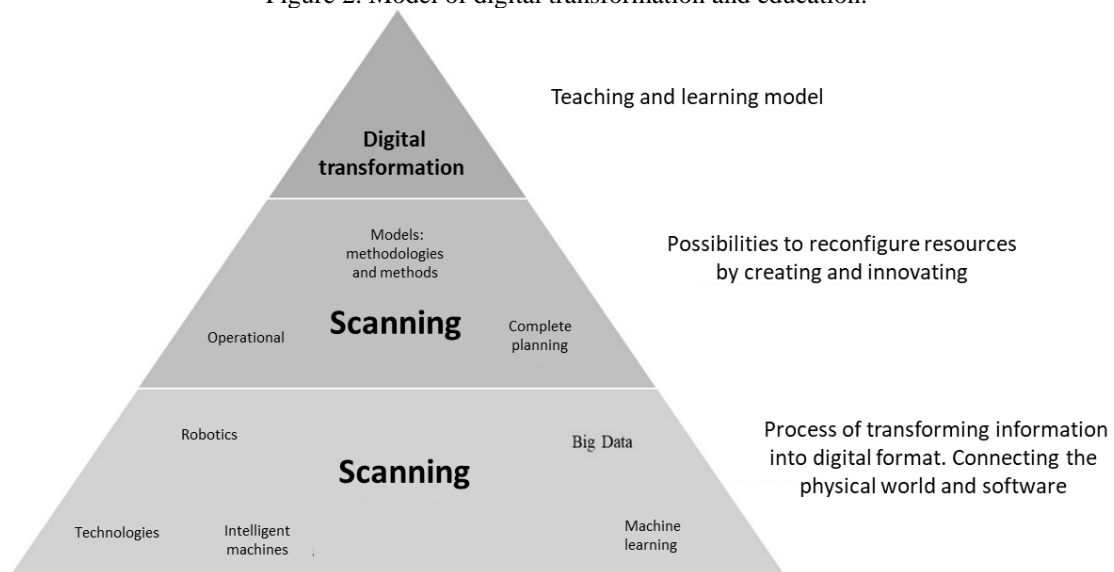 Figure 2: Model of digital transformation and education.
Teaching and learning model
Digital
transformation
Models:
methodologies
and methods
Possibilities to reconfigure resources
by creating and innovating
Scanning
Operational
Complete
planning
Robotics
Big Data
Process of transforming information
into digital format. Connecting the
physical world and software
Scanning
Technologies
Intelligent
machines
Machine
learning